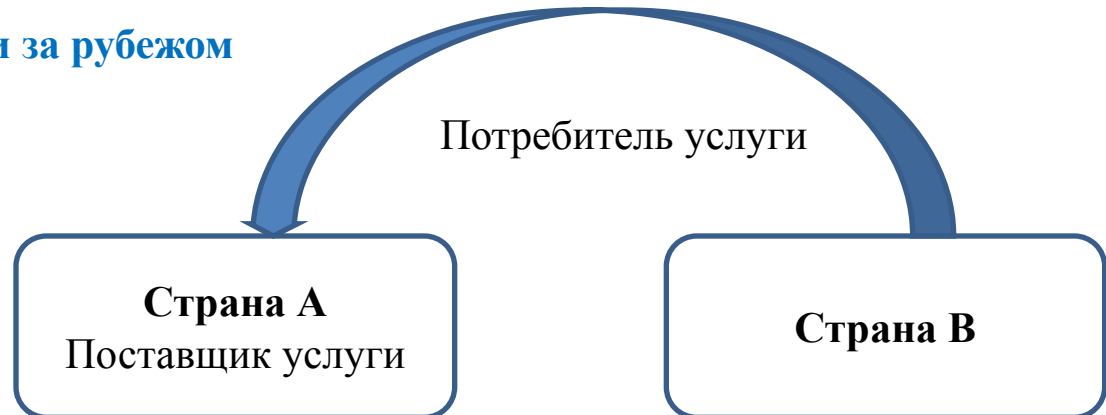 и за рубежом
Потребитель услуги
Страна А
Поставщик услуги
Страна В